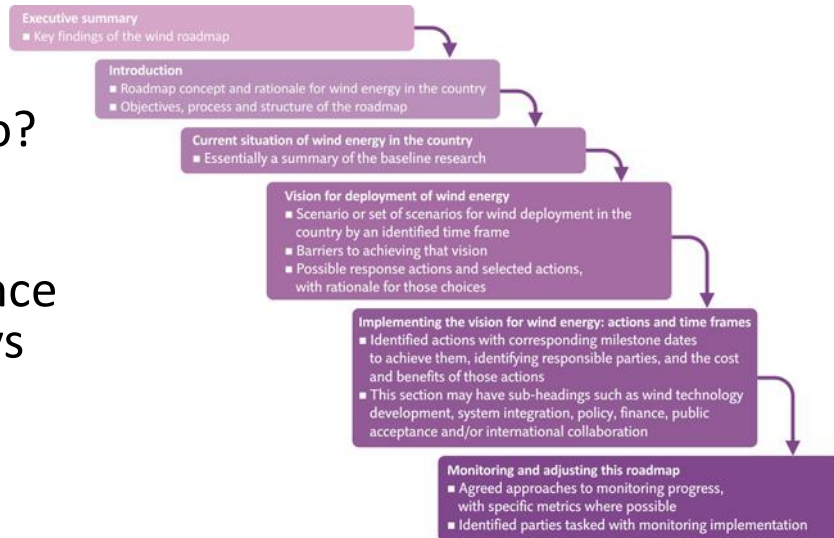 Executive summary
■ Key findings of the wind roadmap
Introduction
■ Roadmap concept and rationale for wind energy in the country
■ Objectives, process and structure of the roadmap
Current situation of wind energy in the country
■ Essentially a summary of the baseline research
Vision for deployment of wind energy
■ Scenario or set of scenarios for wind deployment in the
country by an identified time frame
■ Barriers to achieving that vision
■ Possible response actions and selected actions,
with rationale for those choices
Implementing the vision for wind energy: actions and time frames
■ Identified actions with corresponding milestone dates
to achieve them, identifying responsible parties, and the cost
and benefits of those actions
■ This section may have sub-headings such as wind technology
development, system integration, policy, finance, public
acceptance and/or international collaboration
Monitoring and adjusting this roadmap
■ Agreed approaches to monitoring progress,
with specific metrics where possible
■ Identified parties tasked with monitoring implementation